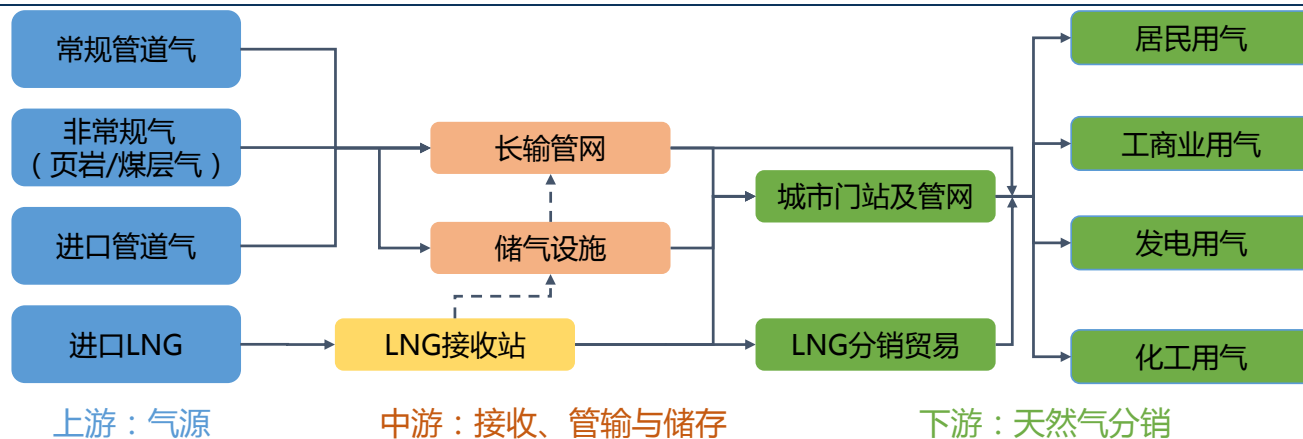 常规管道气
非常规气
（页岩/煤层气）
进口管道气
进口LNG
长输管网
储气设施
LNG接收站
城市门站及管网
LNG分销贸易
居民用气
工商业用气
发电用气
化工用气
上游：气源
中游：接收、管输与储存
下游：天然气分销